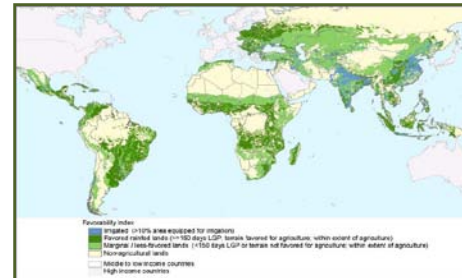 Favorability index
Irrigated (>10% area equipped for irrigation)
Favored rainfed lands (>=150 days LGP, terrain favored for agriculture; within extent of agriculture)
Marginal / less-favored lands (<150 days LGP or terrain not favored for agriculture; within extent of agriculture)
Non-agricultural lands
Middle to low income countries
High income countries